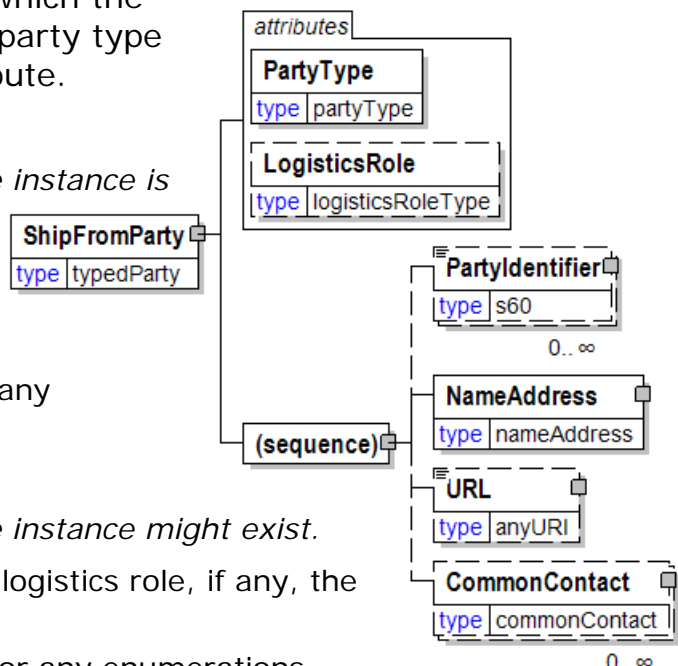 which the
party type
bute.
instance is
any
instance might exist.
logistics role, if any, the
or any enumerations
attributes
PartyType
type partyType
LogisticsRole
type logisticsRoleType
ShipFromParty
type typedParty
(sequence)
PartyIdentifier
type s60
0.. ∞
NameAddress
type nameAddress
URL
type anyURI
CommonContact
type commonContact
0.. ∞